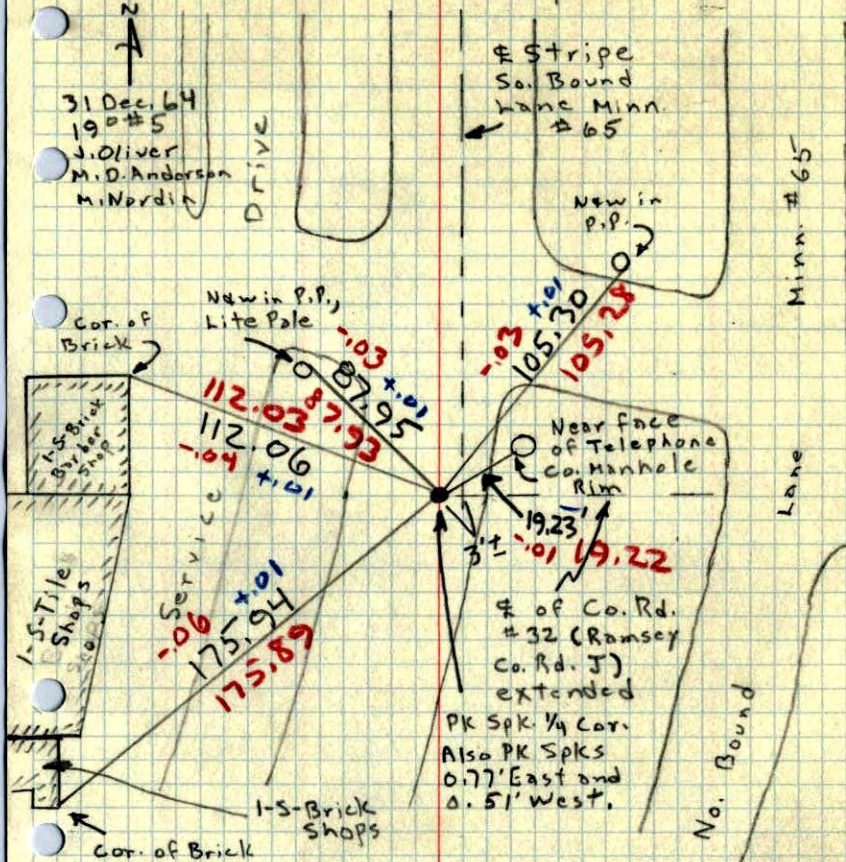 N
31 Dec. 64
19° #5
J. Oliver
M. D. Anderson
M. Nordin
Drive
℄ Stripe
So. Bound
Lane Minn.
#65
Minn. #65
N&W in
P.P.
N&W in P.P.,
Lite Pole
Cor. of
Brick
1-S-Brick
Barber
Shop
-.03 +.01
105.30
105.28
-.03
87.95 +.01
87.93
112.03
112.06
-.04 +.01
Near face
of Telephone
Co. Manhole
Rim
19.23'
-.01 19.22
3'±
Lane
Service
+.01
-.06 175.94
175.89
1-S-Tile
Shops
℄ of Co. Rd.
#32 (Ramsey
Co. Rd. J)
extended
PK Spk. 1/4 Cor.
Also PK Spks
0.77' East and
0.51' West.
No. Bound
1-S-Brick
Shops
Cor. of Brick